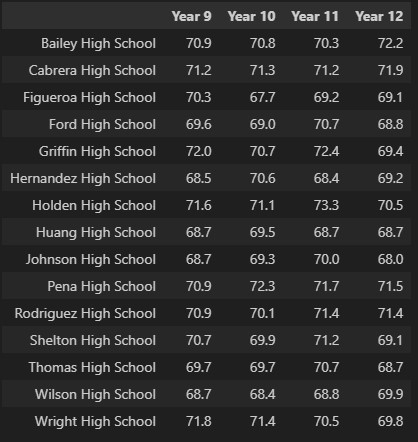 Year 9 Year 10 Year 11 Year 12
Bailey High School 70.9 70.8 70.3 72.2
Cabrera High School 71.2 71.3 71.2 71.9
Figueroa High School 70.3 67.7 69.2 69.1
Ford High School 69.6 69.0 70.7 68.8
Griffin High School 72.0 70.7 72.4 69.4
Hernandez High School 68.5 70.6 68.4 69.2
Holden High School 71.6 71.1 73.3 70.5
Huang High School 68.7 69.5 68.7 68.7
Johnson High School 68.7 69.3 70.0 68.0
Pena High School 70.9 72.3 71.7 71.5
Rodriguez High School 70.9 70.1 71.4 71.4
Shelton High School 70.7 69.9 71.2 69.1
Thomas High School 69.7 69.7 70.7 68.7
Wilson High School 68.7 68.4 68.8 69.9
Wright High School 71.8 71.4 70.5 69.8